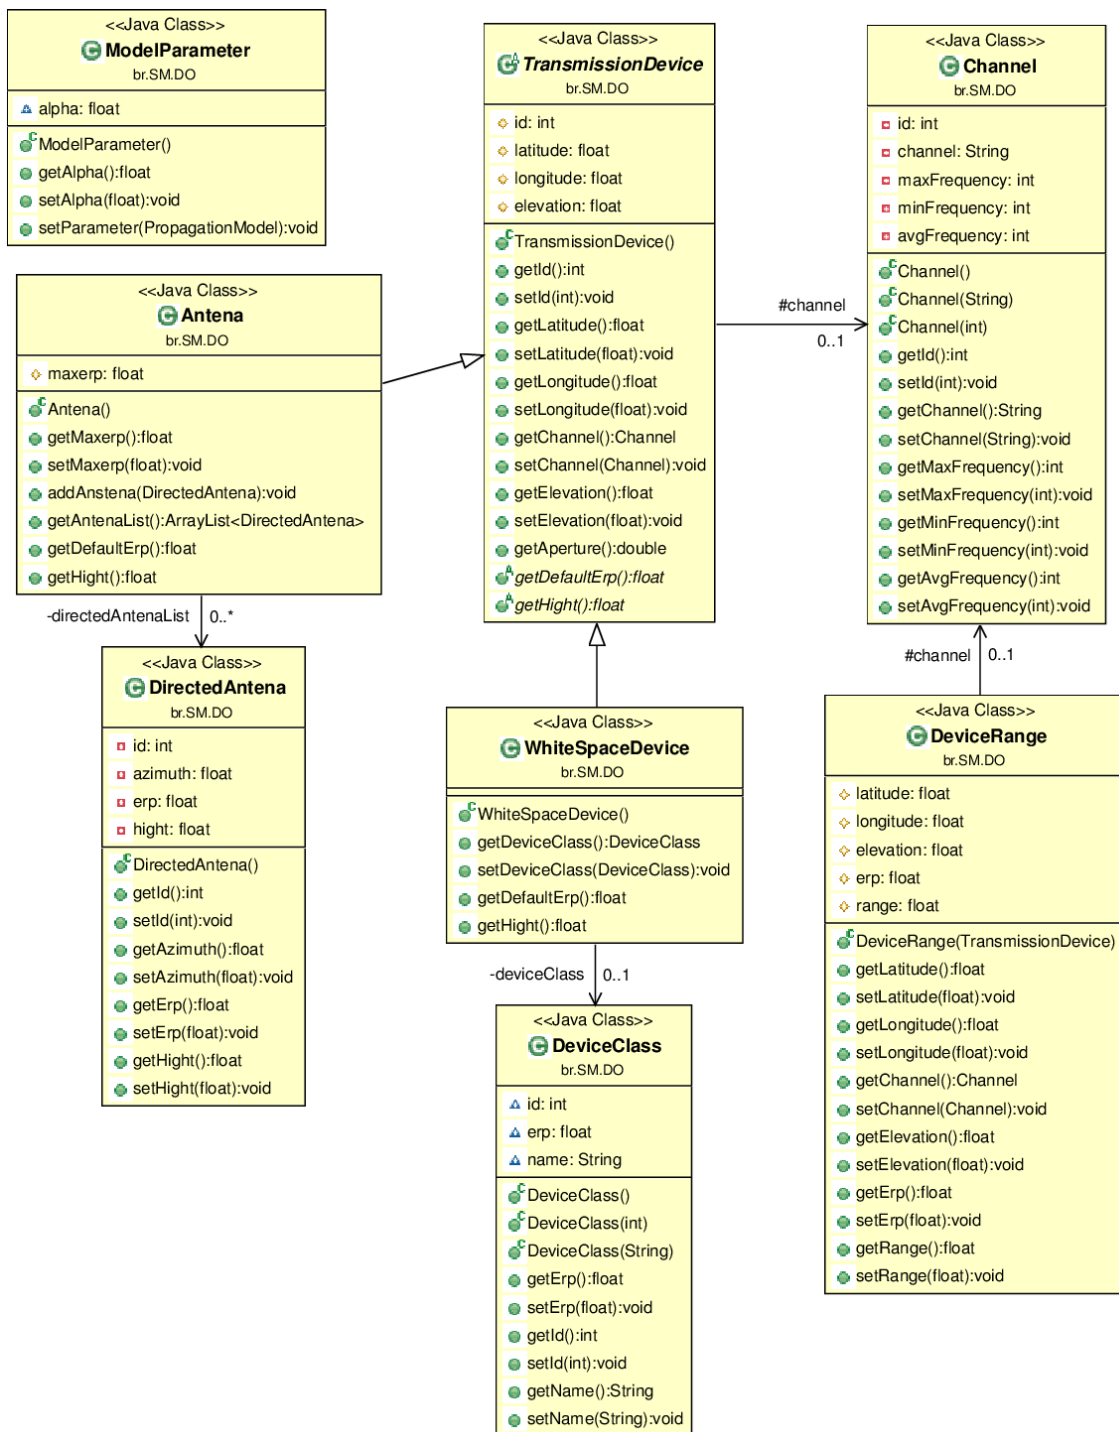 <<Java Class>>
ModelParameter
br.SM.DO
alpha: float
ModelParameter()
getAlpha():float
setAlpha(float):void
setParameter(PropagationModel):void
<<Java Class>>
Antena
br.SM.DO
maxerp: float
Antena()
getMaxerp():float
setMaxerp(float):void
addAnstena(DirectedAntena):void
getAntenaList():ArrayList<DirectedAntena>
getDefaultErp():float
getHight():float
-directedAntenaList 0..*
<<Java Class>>
DirectedAntena
br.SM.DO
id: int
azimuth: float
erp: float
hight: float
DirectedAntena()
getId():int
setId(int):void
getAzimuth():float
setAzimuth(float):void
getErp():float
setErp(float):void
getHight():float
setHight(float):void
<<Java Class>>
TransmissionDevice
br.SM.DO
id: int
latitude: float
longitude: float
elevation: float
TransmissionDevice()
getId():int
setId(int):void
getLatitude():float
setLatitude(float):void
getLongitude():float
setLongitude(float):void
getChannel():Channel
setChannel(Channel):void
getElevation():float
setElevation(float):void
getAperture():double
getDefaultErp():float
getHight():float
#channel
0..1
<<Java Class>>
WhiteSpaceDevice
br.SM.DO
WhiteSpaceDevice()
getDeviceClass():DeviceClass
setDeviceClass(DeviceClass):void
getDefaultErp():float
getHight():float
-deviceClass 0..1
<<Java Class>>
DeviceClass
br.SM.DO
id: int
erp: float
name: String
DeviceClass()
DeviceClass(int)
DeviceClass(String)
getErp():float
setErp(float):void
getId():int
setId(int):void
getName():String
setName(String):void
<<Java Class>>
Channel
br.SM.DO
id: int
channel: String
maxFrequency: int
minFrequency: int
avgFrequency: int
Channel()
Channel(String)
Channel(int)
getId():int
setId(int):void
getChannel():String
setChannel(String):void
getMaxFrequency():int
setMaxFrequency(int):void
getMinFrequency():int
setMinFrequency(int):void
getAvgFrequency():int
setAvgFrequency(int):void
#channel 0..1
<<Java Class>>
DeviceRange
br.SM.DO
latitude: float
longitude: float
elevation: float
erp: float
range: float
DeviceRange(TransmissionDevice)
getLatitude():float
setLatitude(float):void
getLongitude():float
setLongitude(float):void
getChannel():Channel
setChannel(Channel):void
getElevation():float
setElevation(float):void
getErp():float
setErp(float):void
getRange():float
setRange(float):void